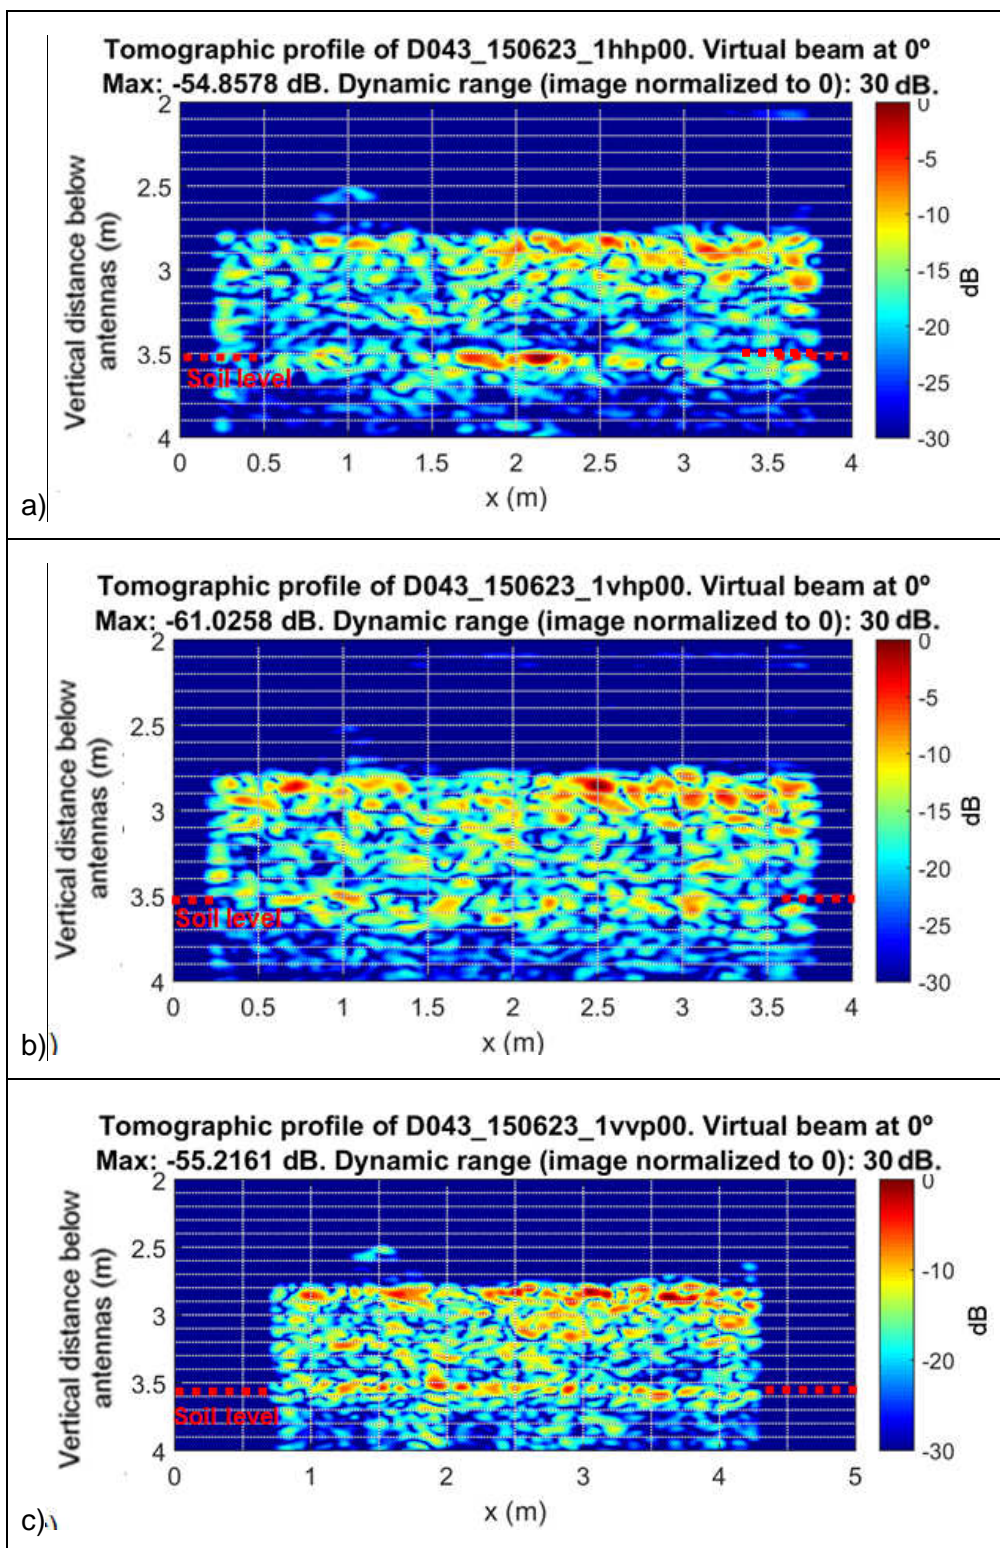 Tomographic profile of D043_150623_1hhp00. Virtual beam at 0º
Max: -54.8578 dB. Dynamic range (image normalized to 0): 30 dB.
Vertical distance below
antennas (m)
2
2.5
3
3.5
4
Soil level
0 0.5 1 1.5 2 2.5 3 3.5 4
x (m)
0
-5
-10
-15
-20
-25
-30
dB
a)
Tomographic profile of D043_150623_1vhp00. Virtual beam at 0º
Max: -61.0258 dB. Dynamic range (image normalized to 0): 30 dB.
Vertical distance below
antennas (m)
2
2.5
3
3.5
4
Soil level
0 0.5 1 1.5 2 2.5 3 3.5 4
x (m)
0
-5
-10
-15
-20
-25
-30
dB
b)
Tomographic profile of D043_150623_1vvp00. Virtual beam at 0º
Max: -55.2161 dB. Dynamic range (image normalized to 0): 30 dB.
Vertical distance below
antennas (m)
2
2.5
3
3.5
4
Soil level
0 1 2 3 4 5
x (m)
0
-10
-20
-30
dB
c)